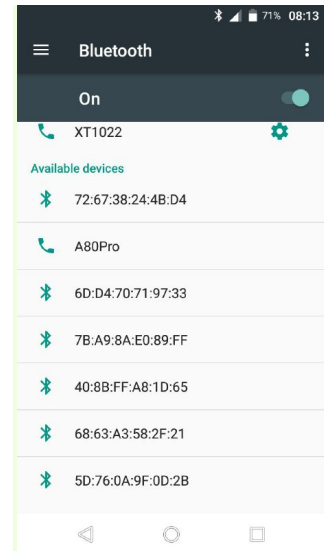 71% 08:13
Bluetooth
On
XT1022
Available devices
72:67:38:24:4B:D4
A80Pro
6D:D4:70:71:97:33
7B:A9:8A:E0:89:FF
40:8B:FF:A8:1D:65
68:63:A3:58:2F:21
5D:76:0A:9F:0D:2B